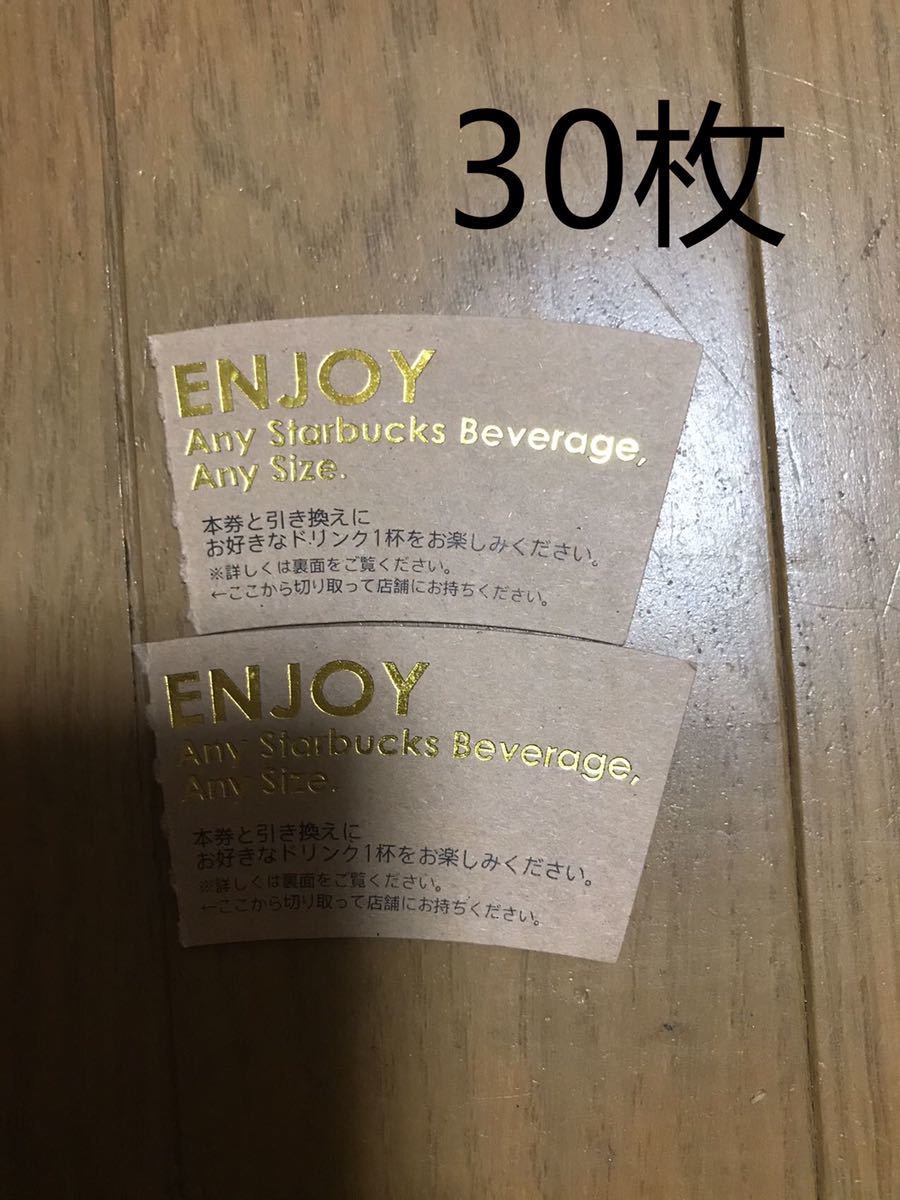 30枚
ENJOY
Any Starbucks Beverage,
Any Size.
本券と引き換えに
お好きなドリンク1杯をお楽しみください。
※詳しくは裏面をご覧ください。
←ここから切り取って店舗にお持ちください。
ENJOY
Any Starbucks Beverage,
Any Size.
本券と引き換えに
お好きなドリンク1杯をお楽しみください。
※詳しくは裏面をご覧ください。
←ここから切り取って店舗にお持ちください。